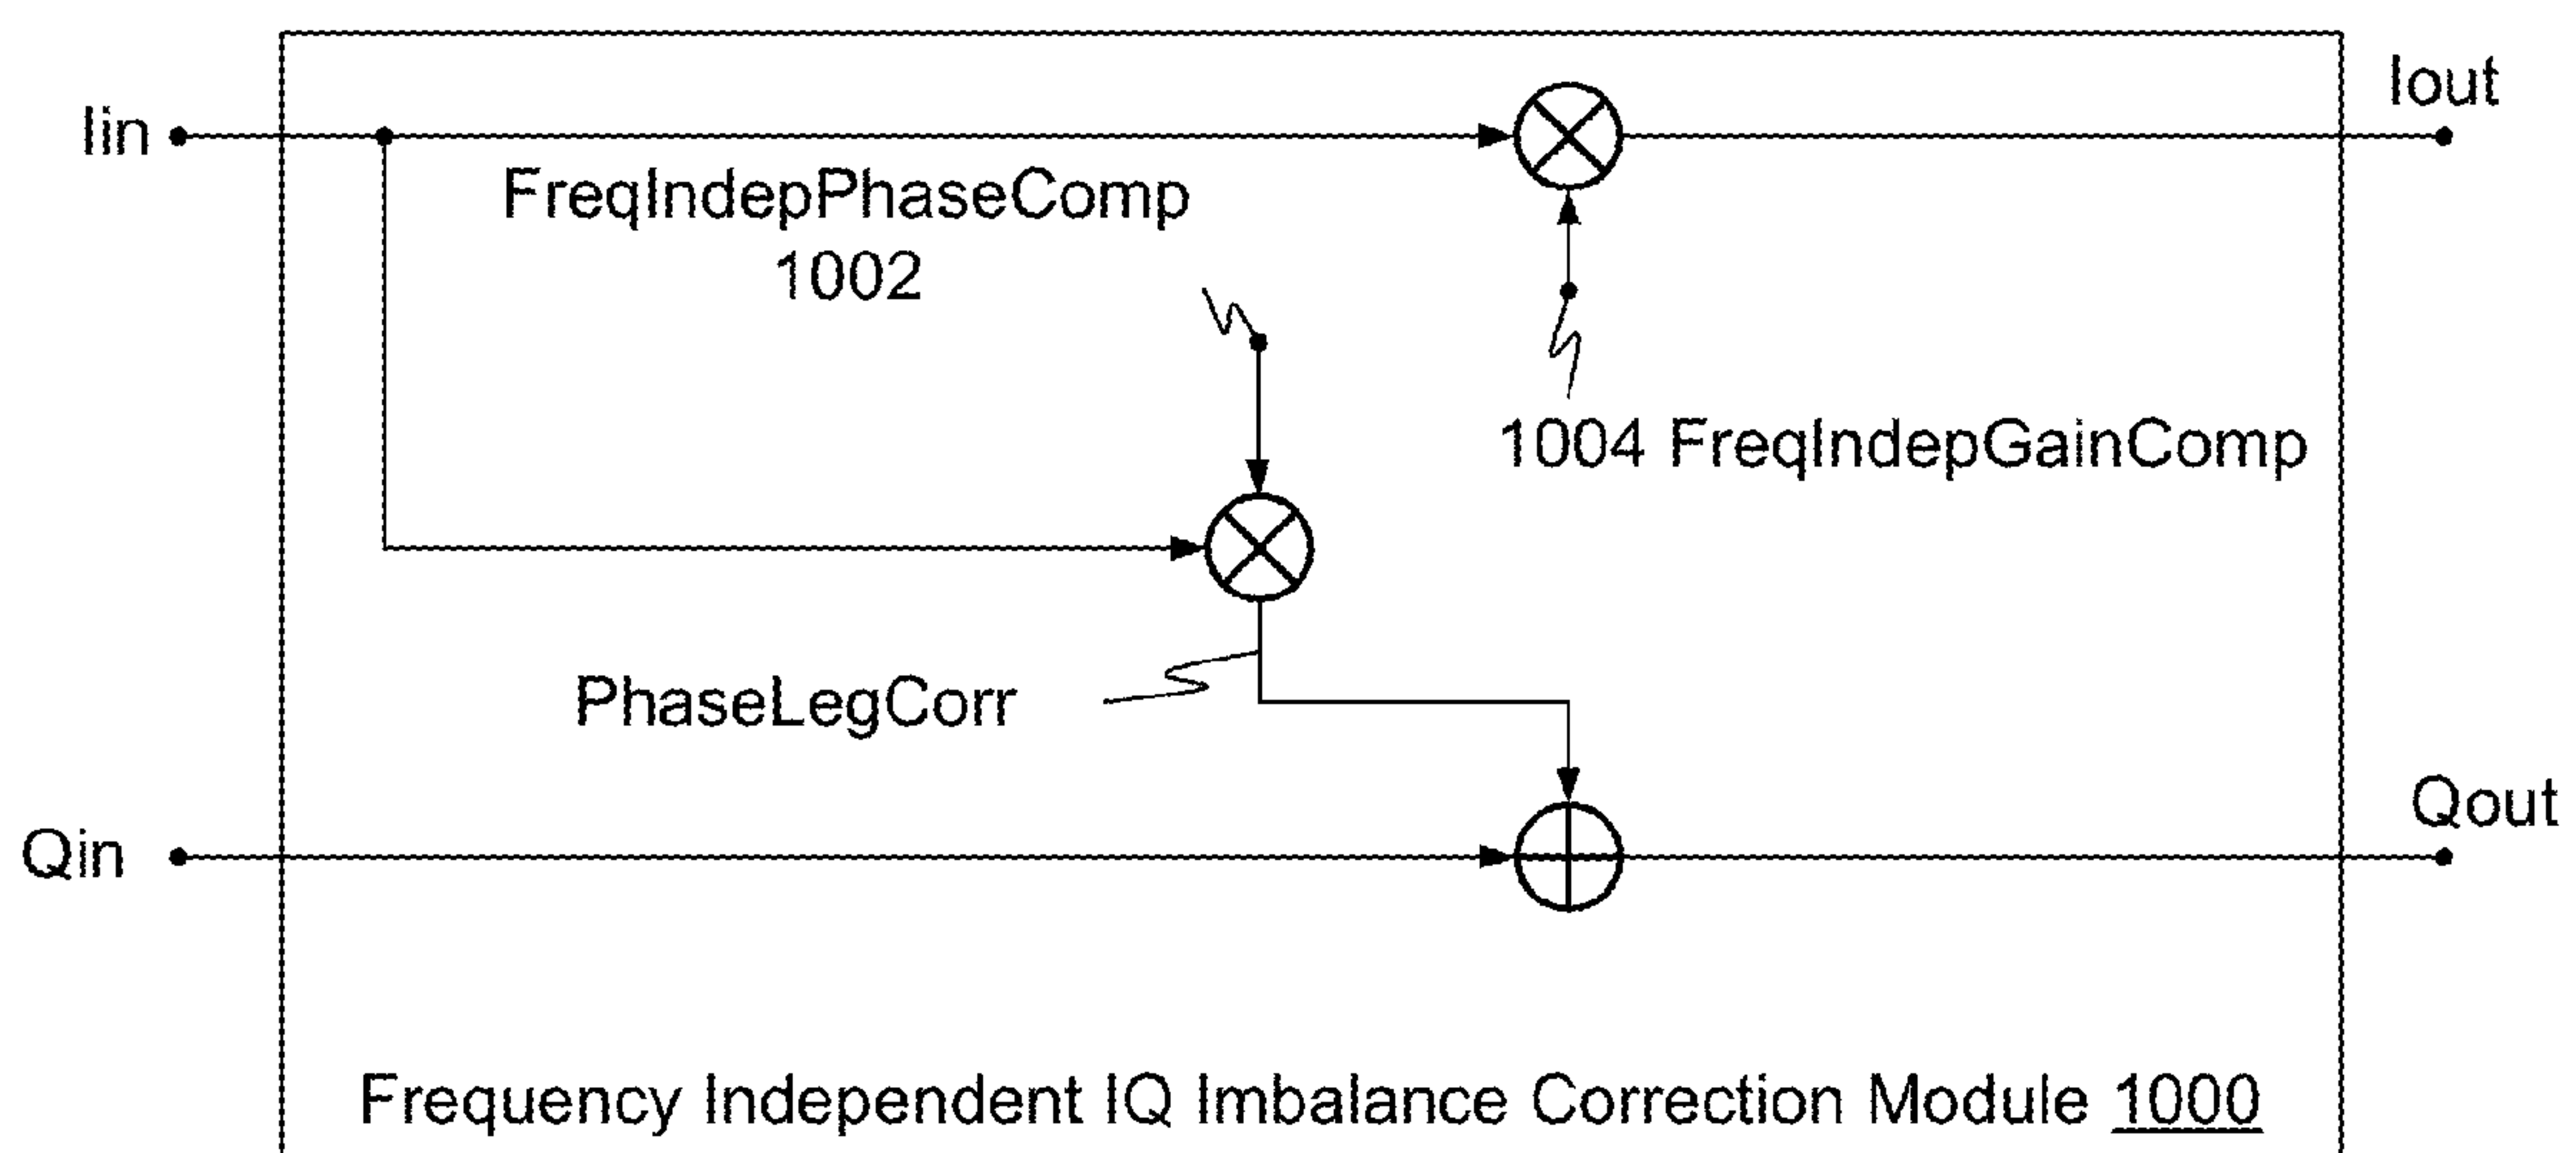 Iout
Iin
FreqIndepPhaseComp
1002
1004 FreqIndepGainComp
PhaseLegCorr
Qout
Qin
Frequency Independent IQ Imbalance Correction Module 1000